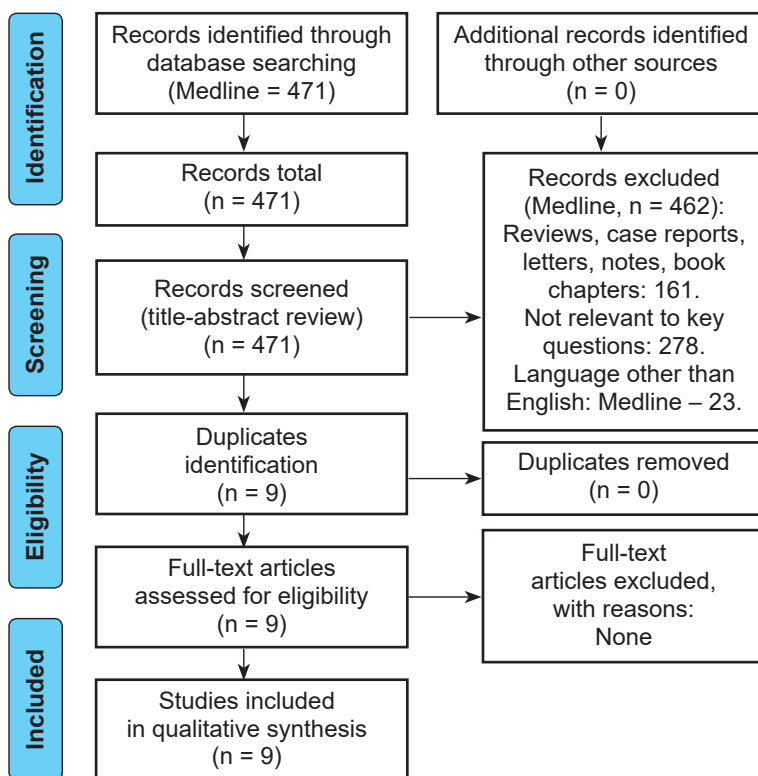 Identification
Records identified through
database searching
(Medline = 471)
Additional records identified
through other sources
(n = 0)
Records total
(n = 471)
Records excluded
(Medline, n = 462):
Reviews, case reports,
letters, notes, book
chapters: 161.
Not relevant to key
questions: 278.
Language other than
English: Medline – 23.
Screening
Records screened
(title-abstract review)
(n = 471)
Eligibility
Duplicates
identification
(n = 9)
Duplicates removed
(n = 0)
Full-text articles
assessed for eligibility
(n = 9)
Full-text
articles excluded,
with reasons:
None
Included
Studies included
in qualitative synthesis
(n = 9)